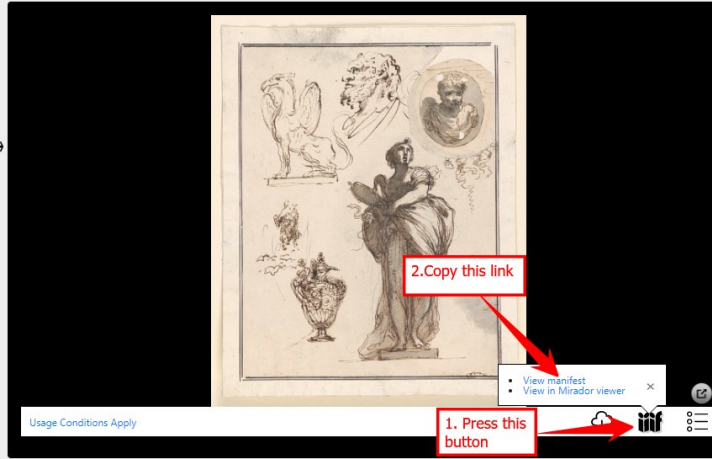 2.Copy this link
View manifest
View in Mirador viewer
×
Usage Conditions Apply
1. Press this
button
iiif